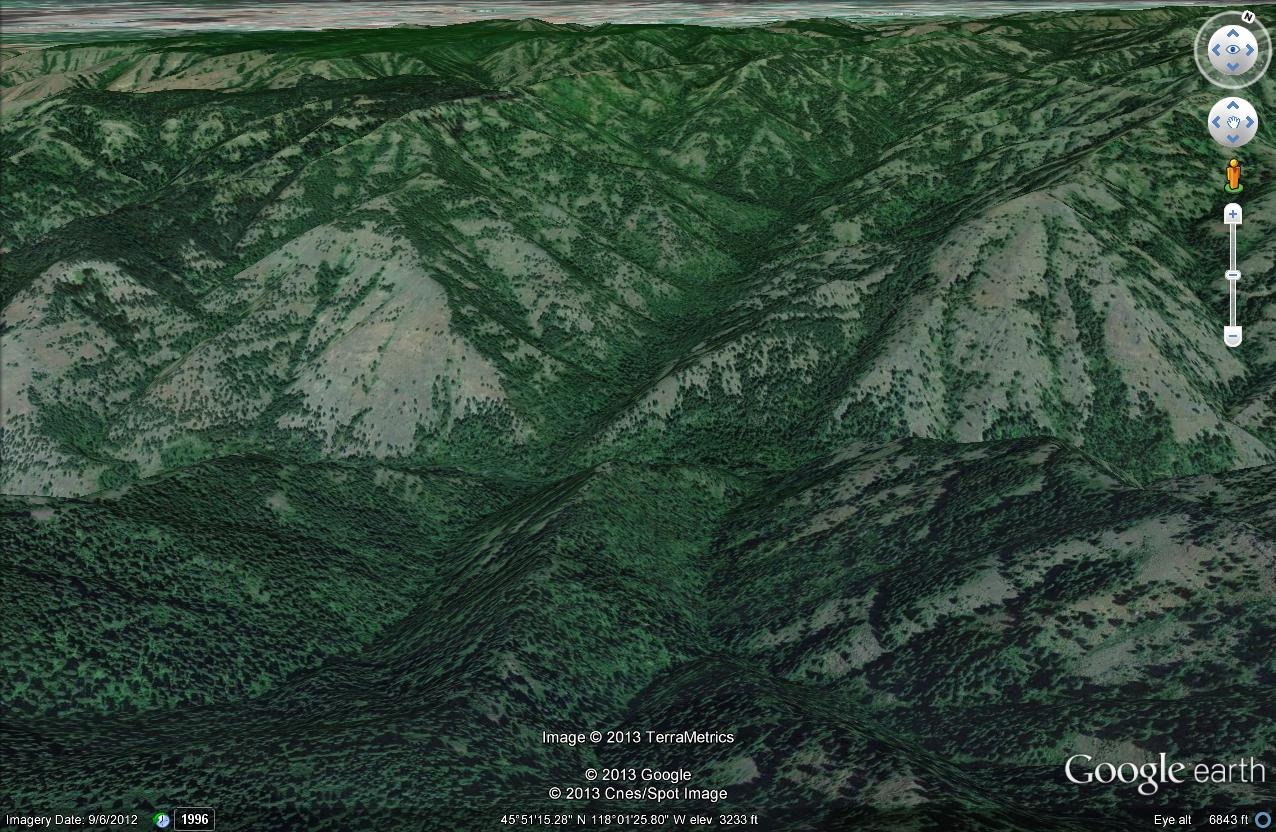 N
Image © 2013 TerraMetrics
© 2013 Google
© 2013 Cnes/Spot Image
Google earth
Imagery Date: 9/6/2012 1996 45°51'15.28" N 118°01'25.80" W elev 3233 ft Eye alt 6843 ft